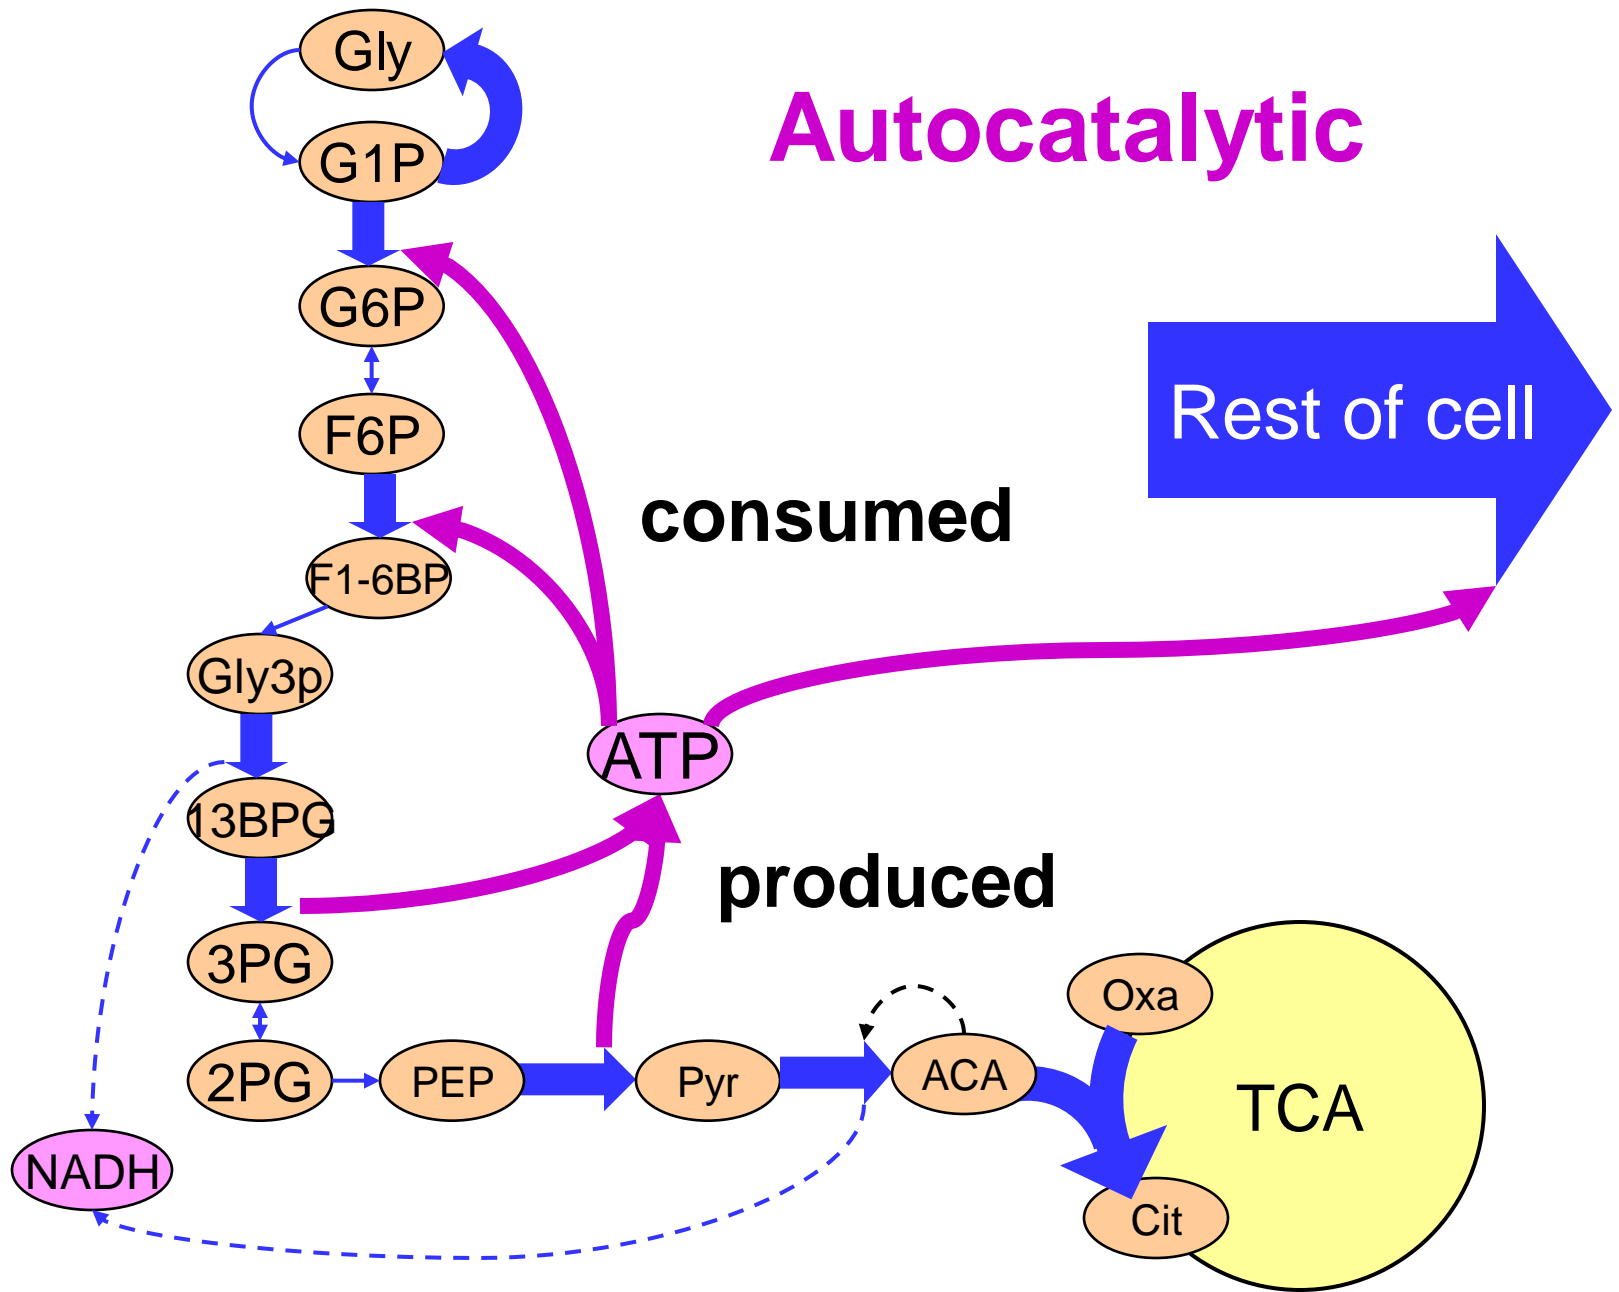 Gly
Autocatalytic
G1P
G6P
Rest of cell
F6P
consumed
F1-6BP
Gly3p
ATP
13BPG
produced
3PG
Oxa
2PG
PEP
Pyr
ACA
TCA
NADH
Cit